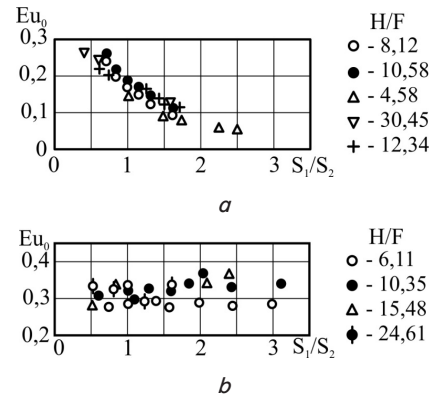 Eu₀ H/F
0,3 - 8,12
0,2 - 10,58
- 4,58
0,1 - 30,45
- 12,34
0
0 1 2 3 S₁/S₂
a
Eu₀ H/F
0,4 - 6,11
- 10,35
0,3 - 15,48
- 24,61
0,2
0 1 2 3 S₁/S₂
b